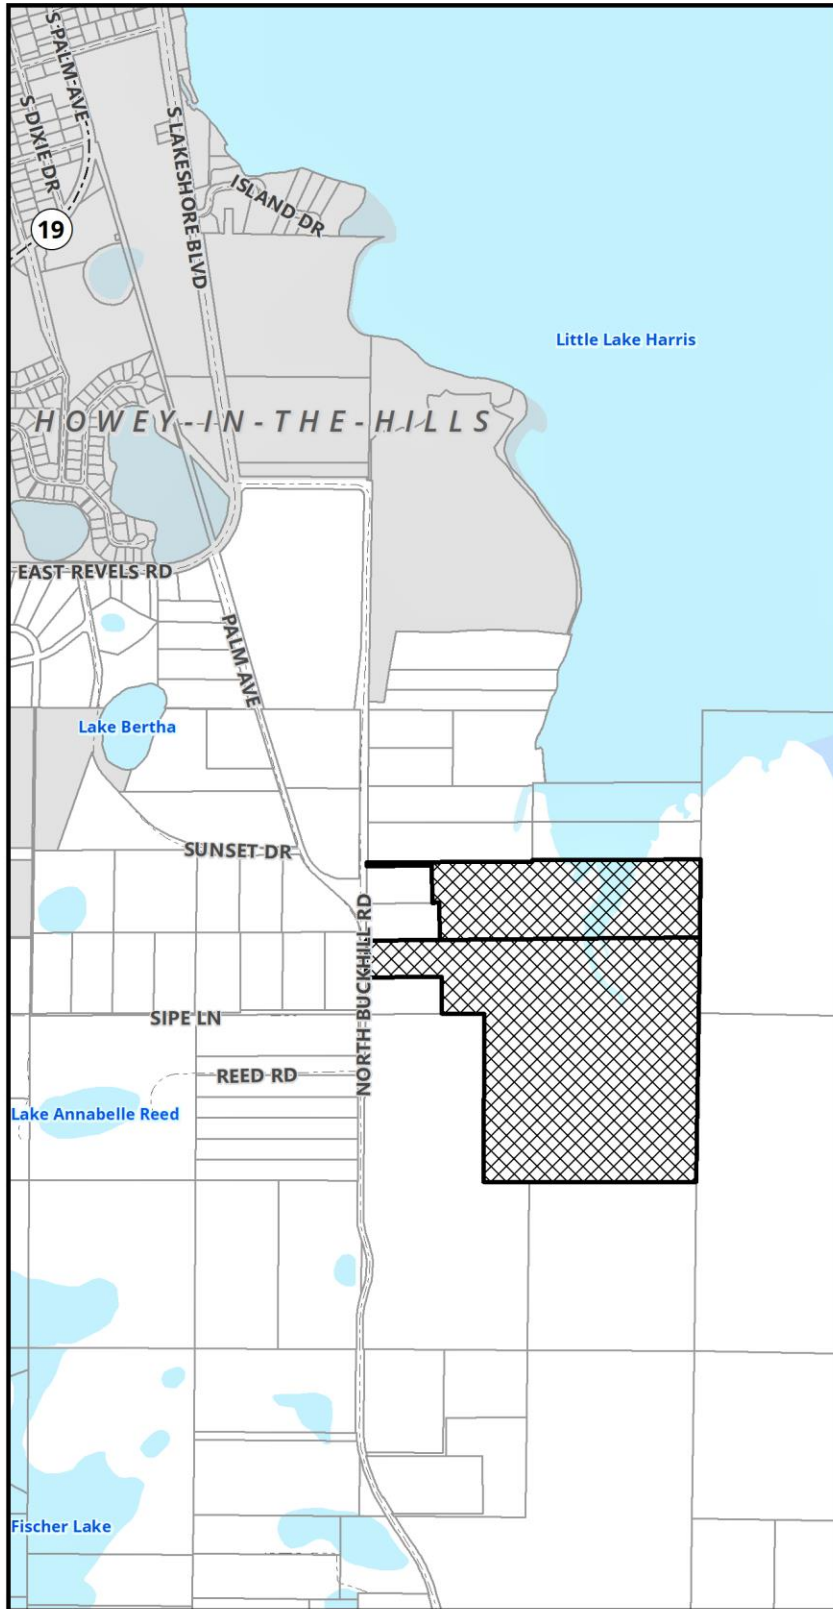 S PALM AVE
S DIXIE DR
S LAKESHORE BLVD
ISLAND DR
19
Little Lake Harris
HOWEY-IN-THE-HILLS
EAST REVELS RD
PALM AVE
Lake Bertha
SUNSET DR
NORTH BUCKHILL RD
SIPE LN
REED RD
Lake Annabelle Reed
Fischer Lake